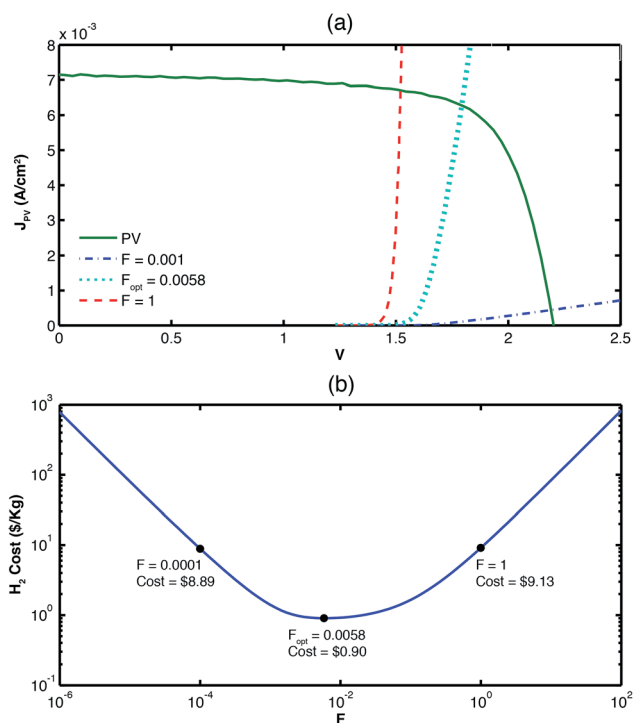 (a)
8 x 10⁻³
7
6
5
4
3
2
1
0
J_PV (A/cm²)
PV
F = 0.001
F_opt = 0.0058
F = 1
0 0.5 1 1.5 2 2.5
V
(b)
10³
10²
10¹
10⁰
10⁻¹
H₂ Cost ($/Kg)
F = 0.0001
Cost = $8.89
F_opt = 0.0058
Cost = $0.90
F = 1
Cost = $9.13
10⁻⁶ 10⁻⁴ 10⁻² 10⁰ 10²
F